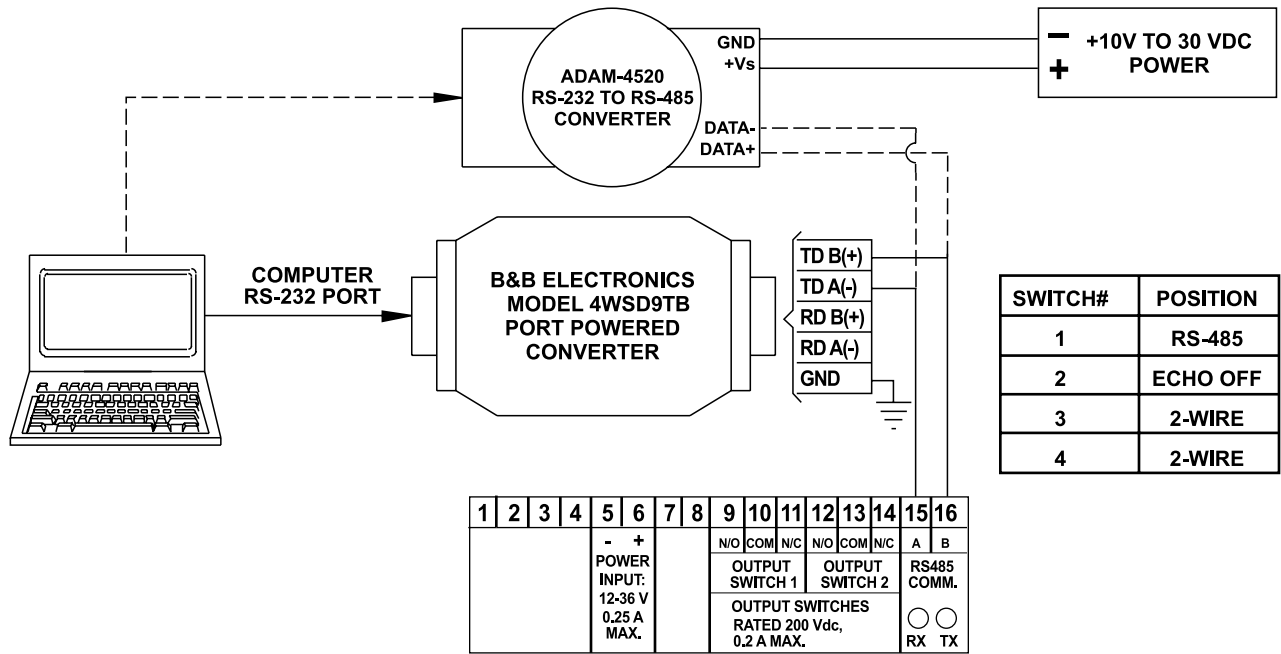 GND
+Vs
ADAM-4520
RS-232 TO RS-485
CONVERTER
DATA-
DATA+
− +10V TO 30 VDC
+ POWER
COMPUTER
RS-232 PORT
B&B ELECTRONICS
MODEL 4WSD9TB
PORT POWERED
CONVERTER
TD B(+)
TD A(-)
RD B(+)
RD A(-)
GND
SWITCH# POSITION
1 RS-485
2 ECHO OFF
3 2-WIRE
4 2-WIRE
1 2 3 4 5 6 7 8 9 10 11 12 13 14 15 16
- +
POWER
INPUT:
12-36 V
0.25 A
MAX.
N/O COM N/C N/O COM N/C A B
OUTPUT
SWITCH 1
OUTPUT
SWITCH 2
OUTPUT SWITCHES
RATED 200 Vdc,
0.2 A MAX.
RS485
COMM.
RX TX